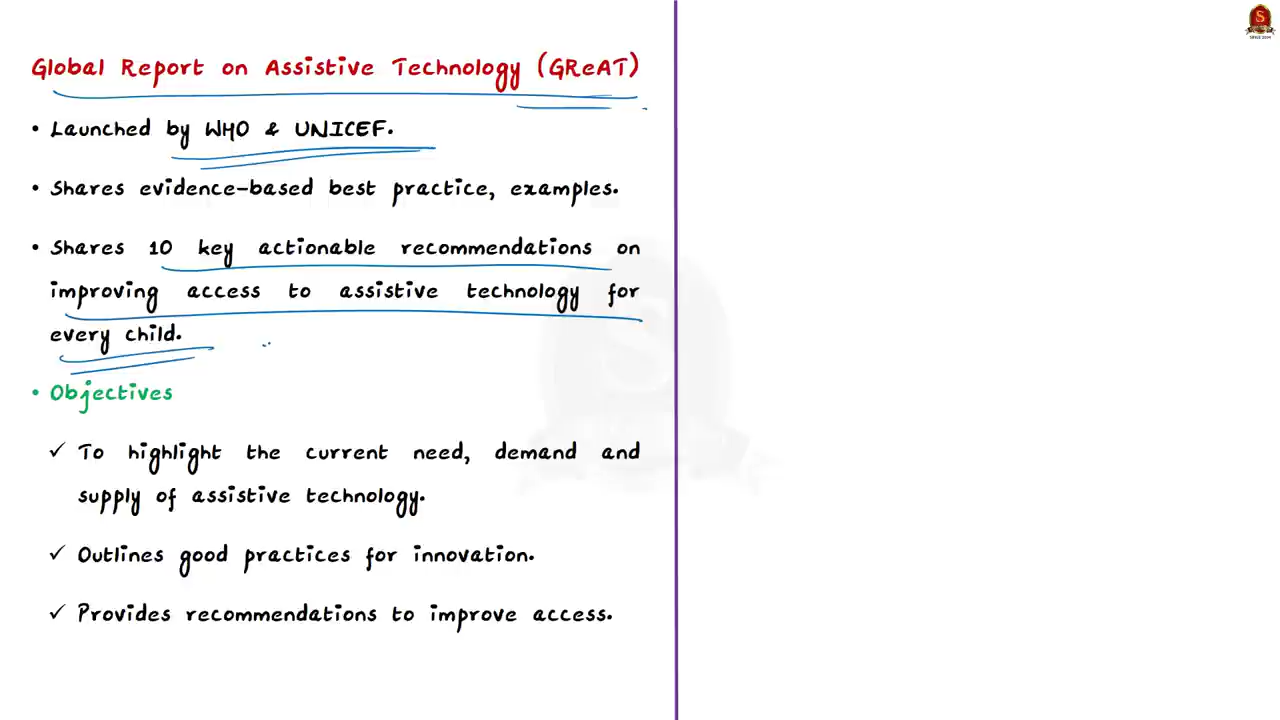 Global Report on Assistive Technology (GReAT)
• Launched by WHO & UNICEF.
• Shares evidence-based best practice, examples.
• Shares 10 key actionable recommendations on
improving access to assistive technology for
every child.
• Objectives
✓ To highlight the current need, demand and
supply of assistive technology.
✓ Outlines good practices for innovation.
✓ Provides recommendations to improve access.